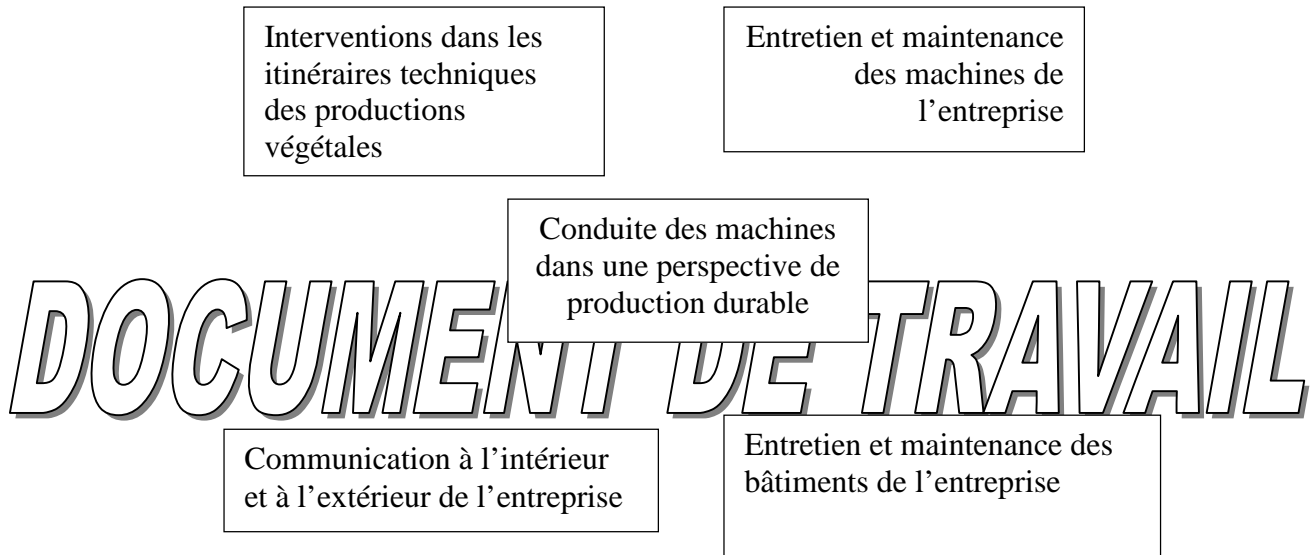 Interventions dans les
itinéraires techniques
des productions
végétales
Entretien et maintenance
des machines de
l’entreprise
Conduite des machines
dans une perspective de
production durable
DOCUMENT DE TRAVAIL
Communication à l’intérieur
et à l’extérieur de l’entreprise
Entretien et maintenance des
bâtiments de l’entreprise